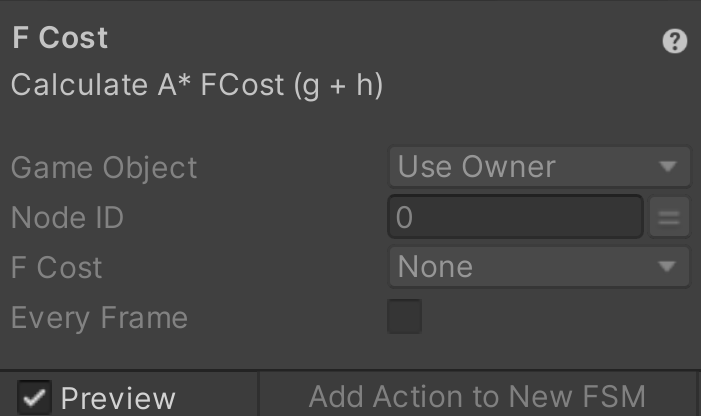 F Cost
Calculate A* FCost (g + h)
Game Object Use Owner
Node ID 0
F Cost None
Every Frame
Preview Add Action to New FSM